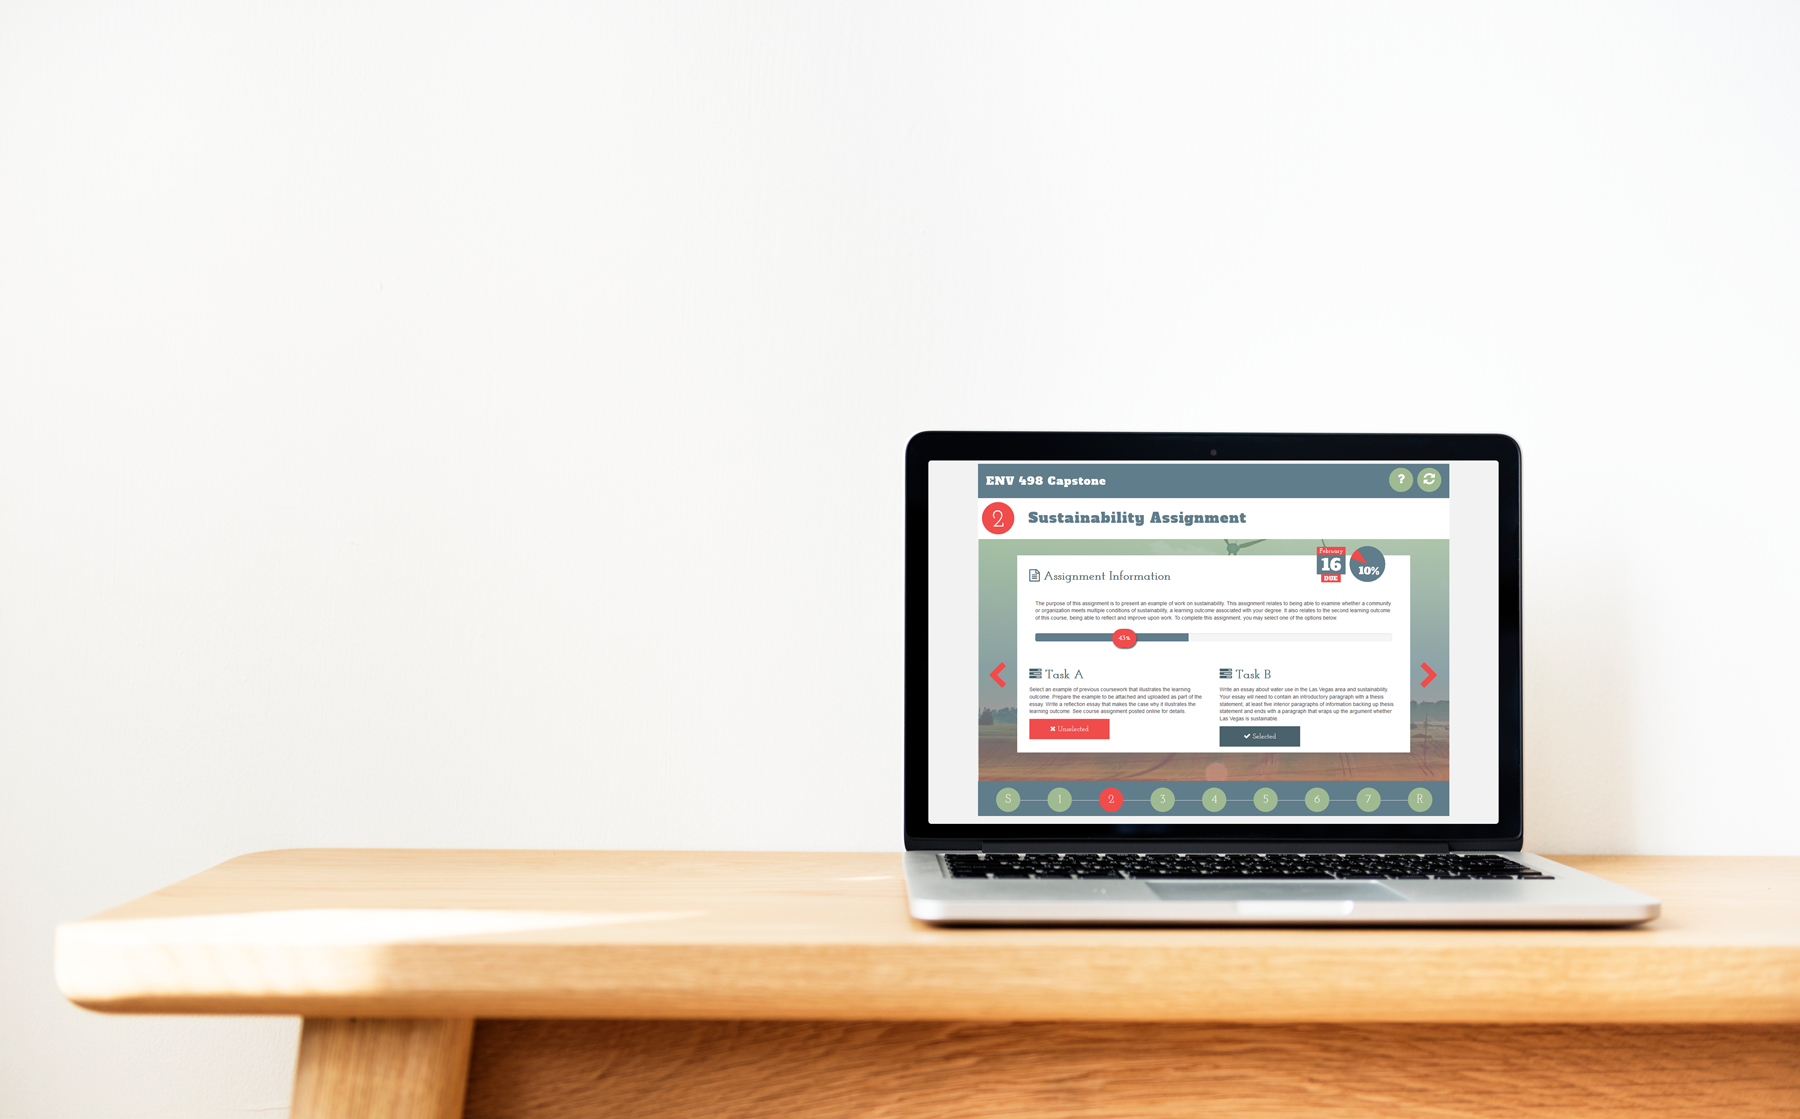 ENV 498 Capstone
?
2
Sustainability Assignment
February
16
DUE
10%
Assignment Information
The purpose of this assignment is to present an example of work on sustainability. This assignment relates to being able to examine whether a community
or organization meets multiple conditions of sustainability, a learning outcome associated with your degree. It also relates to the second learning outcome
of this course, being able to reflect and improve upon work. To complete this assignment, you may select one of the options below.
43%
Task A
Select an example of previous coursework that illustrates the learning
outcome. Prepare the example to be attached and uploaded as part of the
essay. Write a reflection essay that makes the case why it illustrates the
learning outcome. See course assignment posted online for details.
Unselected
Task B
Write an essay about water use in the Las Vegas area and sustainability.
Your essay will need to contain an introductory paragraph with a thesis
statement, at least five interior paragraphs of information backing up thesis
statement and ends with a paragraph that wraps up the argument whether
Las Vegas is sustainable.
Selected
S 1 2 3 4 5 6 7 R